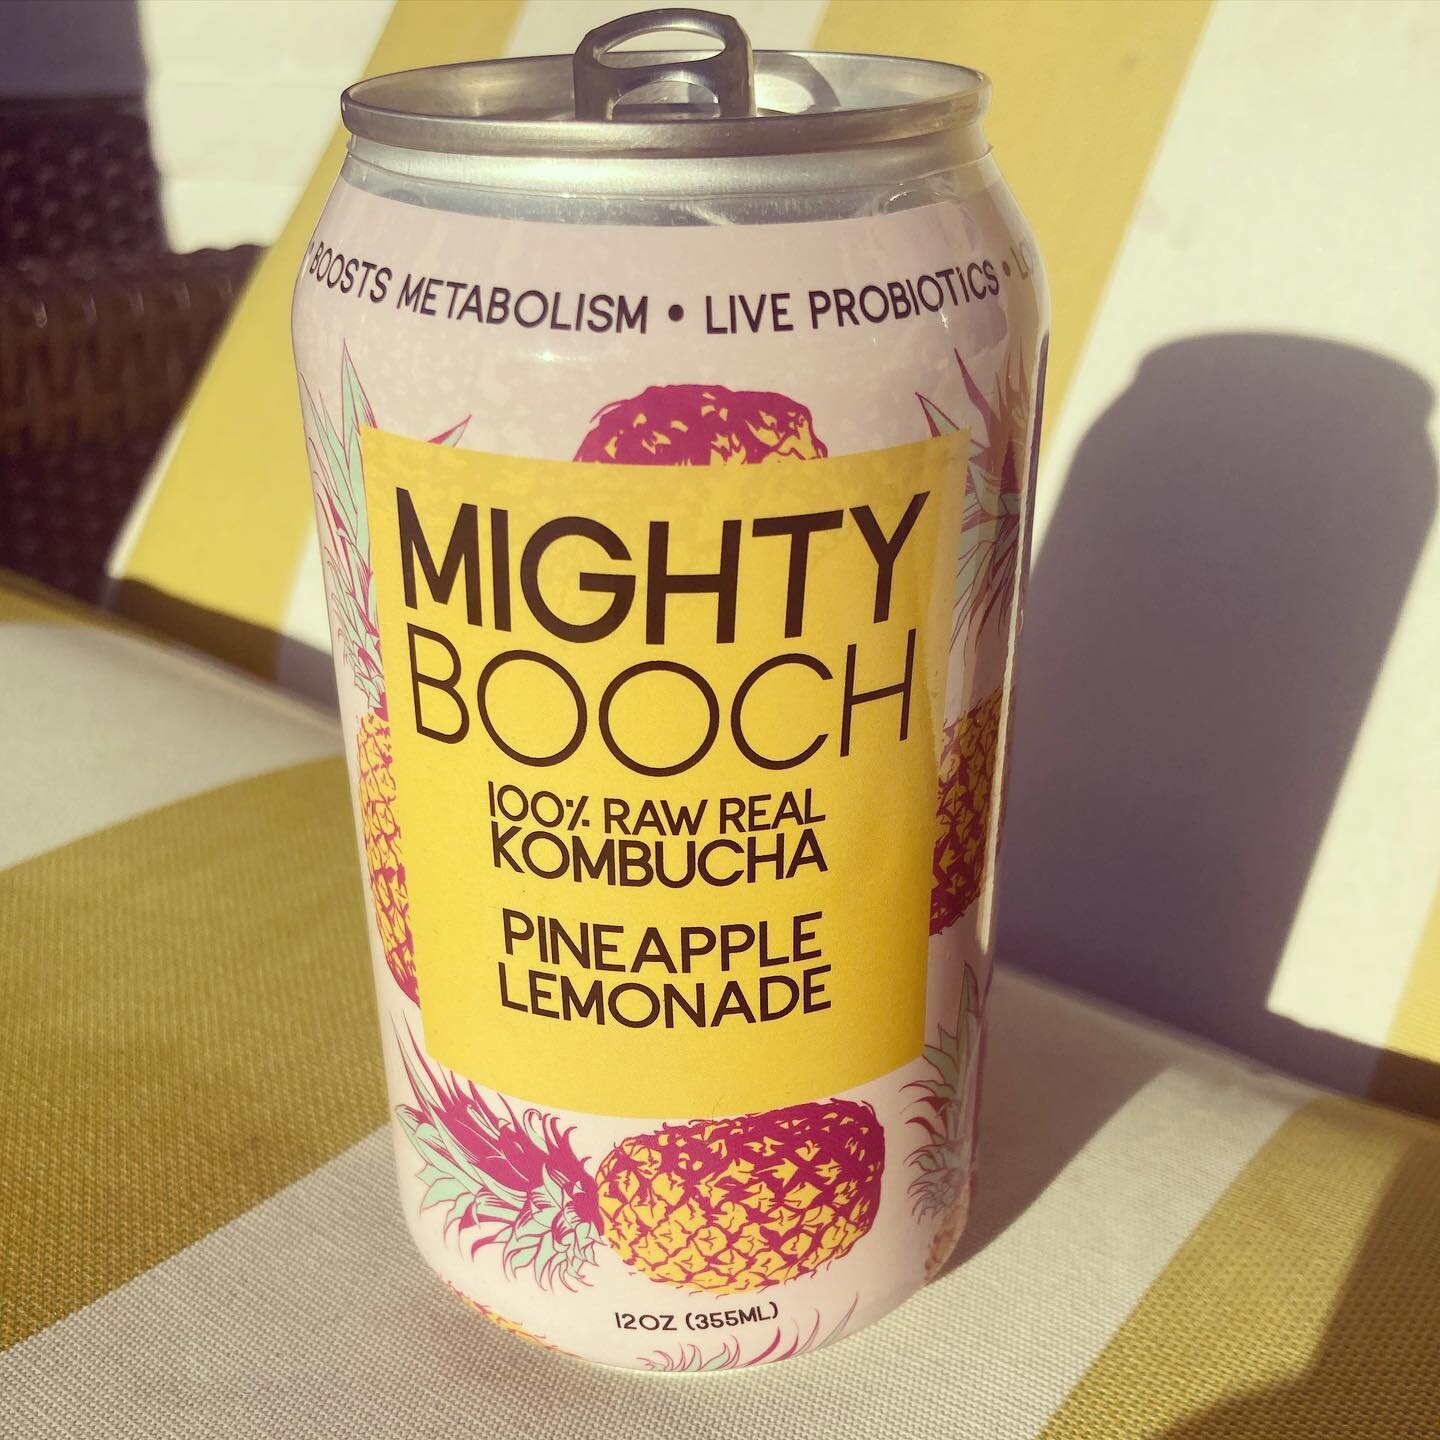 • BOOSTS METABOLISM • LIVE PROBIOTICS •
MIGHTY
BOOCH
100% RAW REAL
KOMBUCHA
PINEAPPLE
LEMONADE
12OZ (355ML)